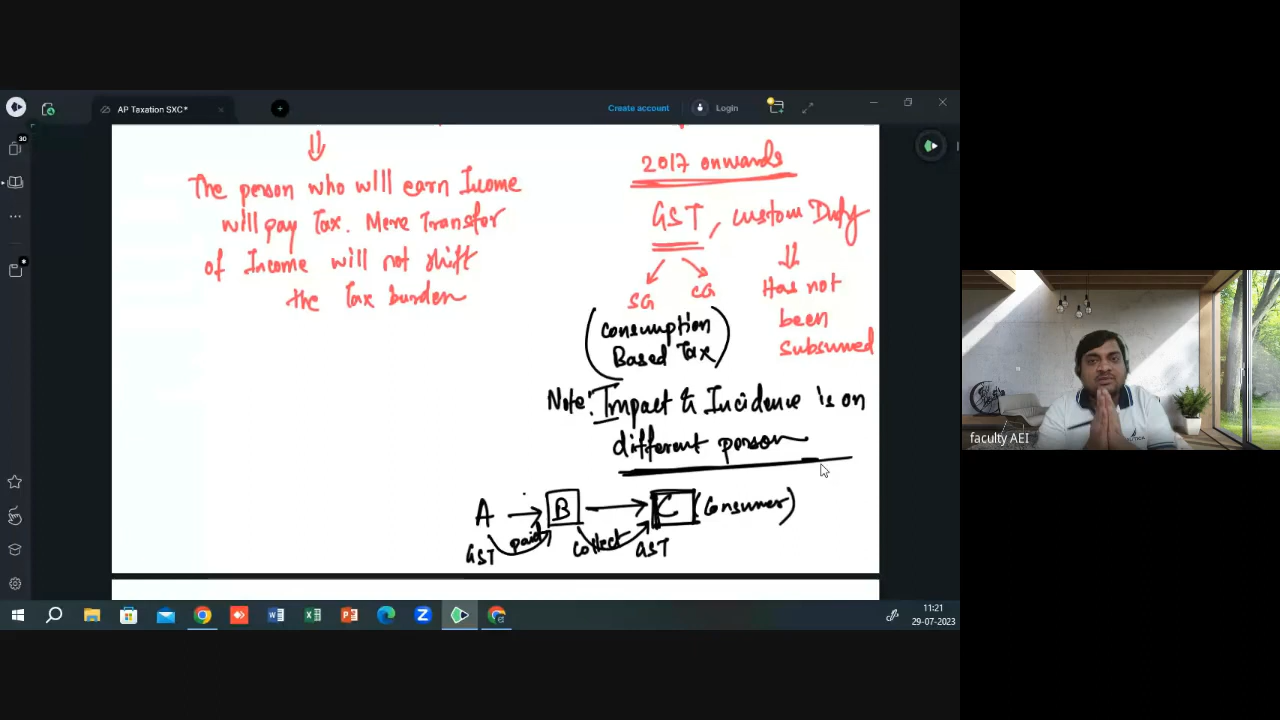 AP Taxation SXC*
Create account
Login
30
The person who will earn Income
will pay Tax. Mere Transfer
of Income will not shift
the Tax burden
2017 onwards
GST, custom Duty
SG CG
Has not
been
subsumed
(Consumption
Based Tax)
Note: Impact & Incidence is on
different person
A B C (Consumer)
GST paid collect GST
faculty AEI
11:21
29-07-2023